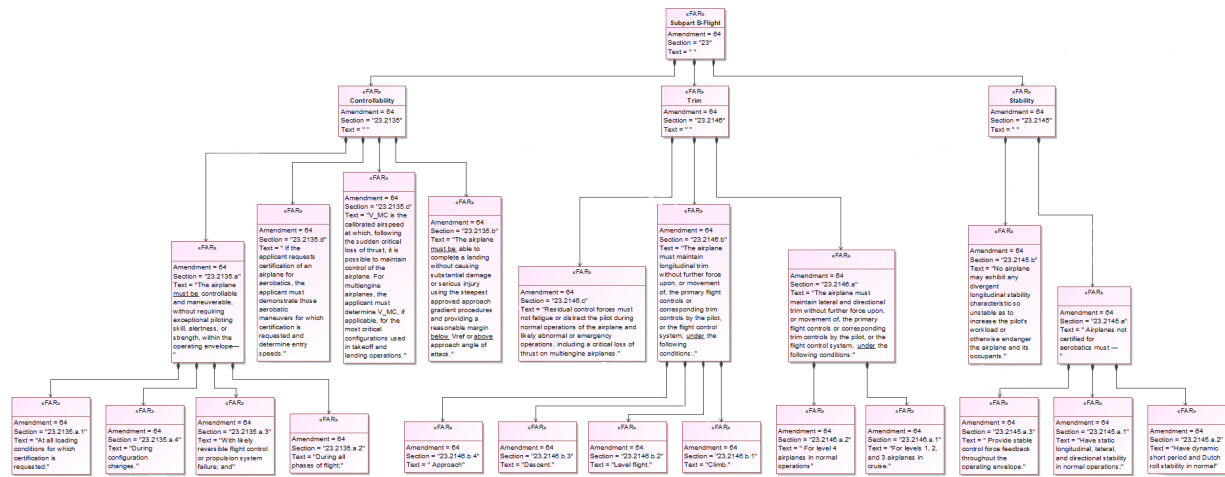 «FAR»
Subpart B-Flight
Amendment = 64
Section = "23"
Text = " "
«FAR»
Controllability
Amendment = 64
Section = "23.2135"
Text = " "
«FAR»
Trim
Amendment = 64
Section = "23.2146"
Text = " "
«FAR»
Stability
Amendment = 64
Section = "23.2145"
Text = " "
«FAR»
Amendment = 64
Section = "23.2135.a"
Text = "The airplane
must be controllable
and maneuverable,
without requiring
exceptional piloting
skill, alertness, or
strength, within the
operating envelope—
"
«FAR»
Amendment = 64
Section = "23.2135.d"
Text = " If the
applicant requests
certification of an
airplane for
aerobatics, the
applicant must
demonstrate those
aerobatic
maneuvers for which
certification is
requested and
determine entry
speeds."
«FAR»
Amendment = 64
Section = "23.2135.c"
Text = "V_MC is the
calibrated airspeed
at which, following
the sudden critical
loss of thrust, it is
possible to maintain
control of the
airplane. For
multiengine
airplanes, the
applicant must
determine V_MC, if
applicable, for the
most critical
configurations used
in takeoff and
landing operations."
«FAR»
Amendment = 64
Section = "23.2135.b"
Text = "The airplane
must be able to
complete a landing
without causing
substantial damage
or serious injury
using the steepest
approved approach
gradient procedures
and providing a
reasonable margin
below Vref or above
approach angle of
attack."
«FAR»
Amendment = 64
Section = "23.2146.c"
Text = "Residual control forces must
not fatigue or distract the pilot during
normal operations of the airplane and
likely abnormal or emergency
operations, including a critical loss of
thrust on multiengine airplanes."
«FAR»
Amendment = 64
Section = "23.2146.b"
Text = "The airplane
must maintain
longitudinal trim
without further force
upon, or movement
of, the primary
flight controls or
corresponding
trim controls by the
pilot, or the flight
control system, under
the following
conditions:."
«FAR»
Amendment = 64
Section = "23.2146.a"
Text = "The airplane must
maintain lateral and directional
trim without further force upon,
or movement of, the primary
flight controls or corresponding
trim controls by the pilot, or the
flight control system, under the
following conditions:"
«FAR»
Amendment = 64
Section = "23.2145.b"
Text = "No airplane
may exhibit any
divergent
longitudinal stability
characteristic so
unstable as to
increase the pilot's
workload or
otherwise endanger
the airplane and its
occupants."
«FAR»
Amendment = 64
Section = "23.2145.a"
Text = " Airplanes not
certified for
aerobatics must —
"
«FAR»
Amendment = 64
Section = "23.2135.a.1"
Text = "At all loading
conditions for which
certification is
requested;"
«FAR»
Amendment = 64
Section = "23.2135.a.4"
Text = "During
configuration
changes."
«FAR»
Amendment = 64
Section = "23.2135.a.3"
Text = "With likely
reversible flight control
or propulsion system
failure; and"
«FAR»
Amendment = 64
Section = "23.2135.a.2"
Text = "During all
phases of flight;"
«FAR»
Amendment = 64
Section = "23.2146.b.4"
Text = " Approach"
«FAR»
Amendment = 64
Section = "23.2146.b.3"
Text = "Descent."
«FAR»
Amendment = 64
Section = "23.2146.b.2"
Text = "Level flight."
«FAR»
Amendment = 64
Section = "23.2146.b.1"
Text = "Climb."
«FAR»
Amendment = 64
Section = "23.2146.a.2"
Text = " For level 4
airplanes in normal
operations"
«FAR»
Amendment = 64
Section = "23.2146.a.1"
Text = "For levels 1, 2,
and 3 airplanes in
cruise."
«FAR»
Amendment = 64
Section = "23.2145.a.3"
Text = " Provide stable
control force feedback
throughout the
operating envelope."
«FAR»
Amendment = 64
Section = "23.2145.a.1"
Text = "Have static
longitudinal, lateral,
and directional stability
in normal operations;"
«FAR»
Amendment = 64
Section = "23.2145.a.2"
Text = "Have dynamic
short period and Dutch
roll stability in normal"